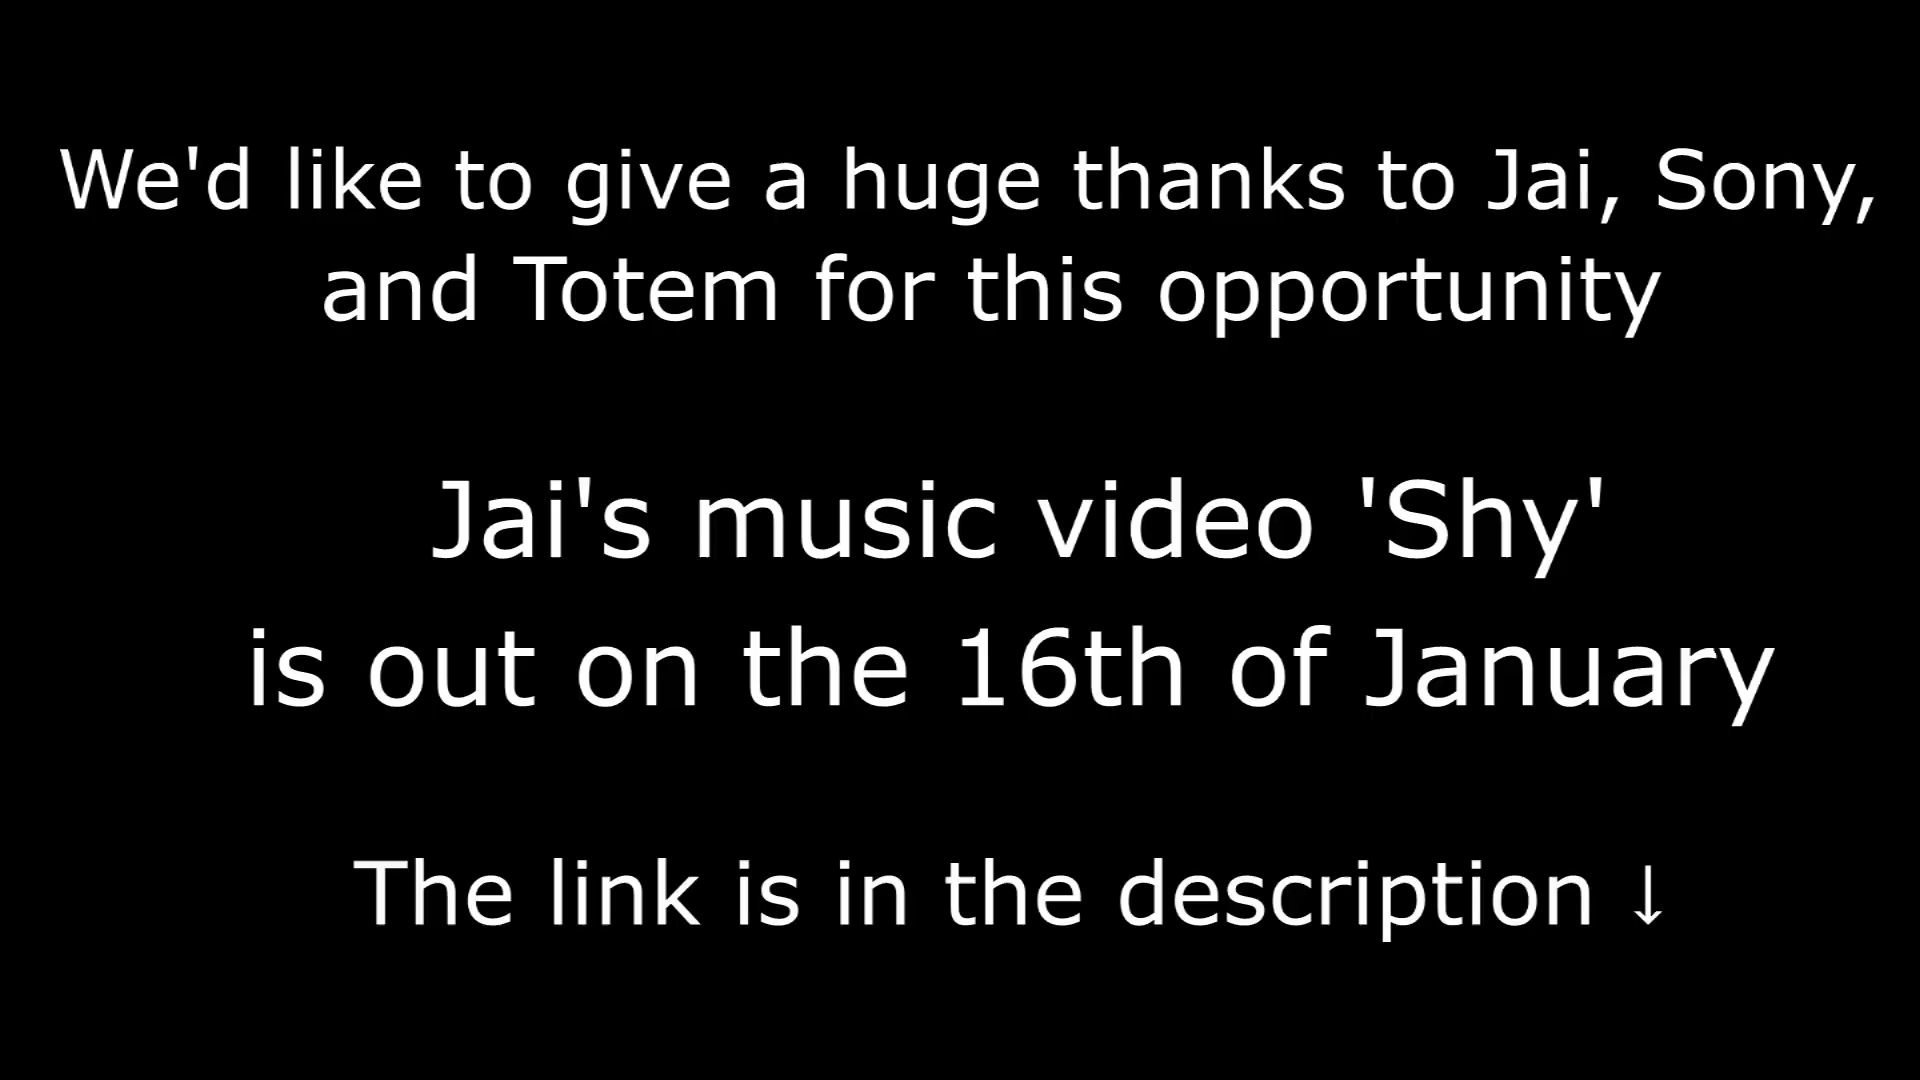 We'd like to give a huge thanks to Jai, Sony,
and Totem for this opportunity
Jai's music video 'Shy'
is out on the 16th of January
The link is in the description ↓